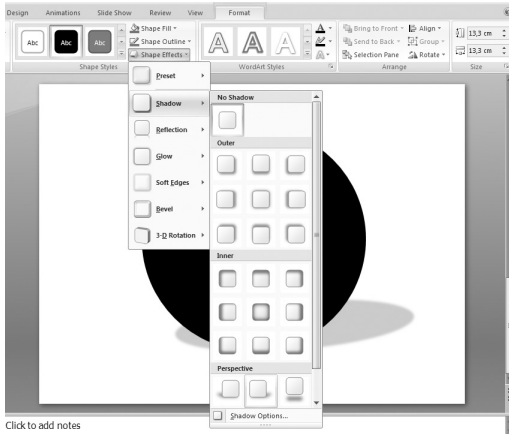 Design Animations Slide Show Review View Format
Abc Abc Abc
Shape Fill
Shape Outline
Shape Effects
A A A
A
A
Bring to Front
Send to Back
Selection Pane
Align
Group
Rotate
13,3 cm
13,3 cm
Shape Styles WordArt Styles Arrange Size
Preset
Shadow
Reflection
Glow
Soft Edges
Bevel
3-D Rotation
No Shadow
Outer
Inner
Perspective
Shadow Options...
Click to add notes